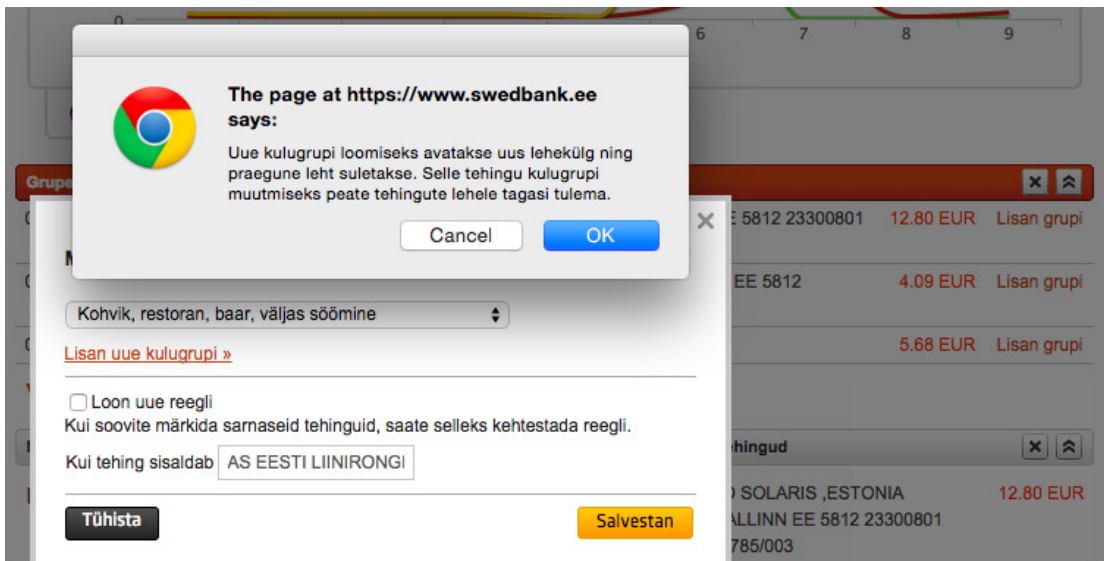 0
6 7 8 9
The page at https://www.swedbank.ee
says:
Uue kulugrupi loomiseks avatakse uus lehekülg ning
praegune leht suletakse. Selle tehingu kulugrupi
muutmiseks peate tehingute lehele tagasi tulema.
Cancel OK
Grupe
E 5812 23300801 12.80 EUR Lisan grupi
EE 5812 4.09 EUR Lisan grupi
5.68 EUR Lisan grupi
Kohvik, restoran, baar, väljas söömine
Lisan uue kulugrupi »
Loon uue reegli
Kui soovite märkida sarnaseid tehinguid, saate selleks kehtestada reegli.
Kui tehing sisaldab AS EESTI LIINIRONGI
Tühista Salvestan
hingud
SOLARIS ,ESTONIA 12.80 EUR
ALLINN EE 5812 23300801
785/003